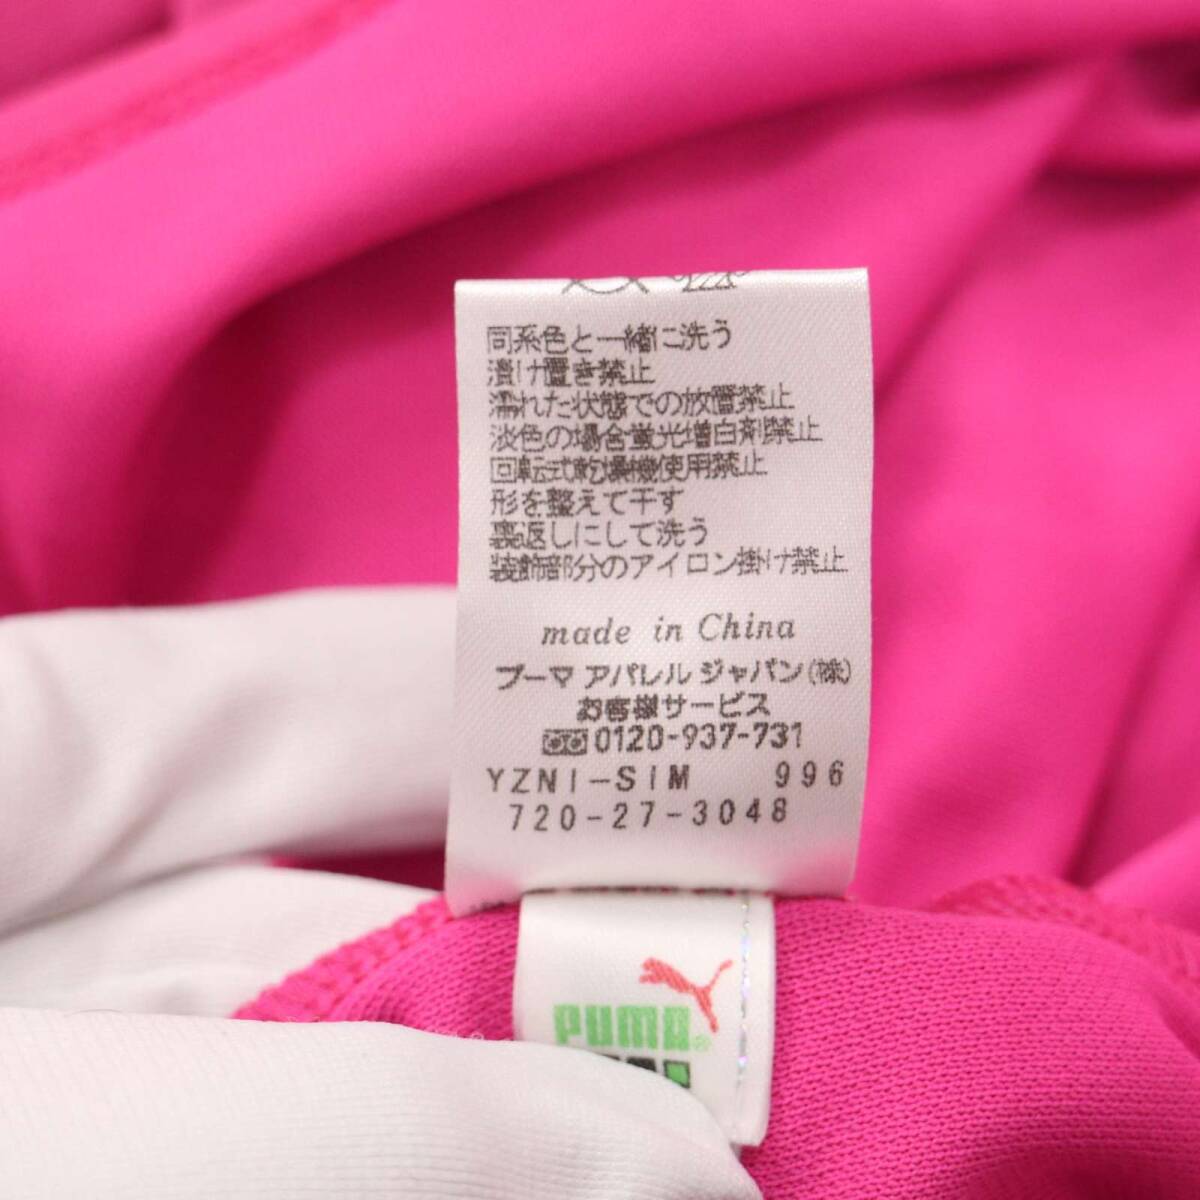 同系色と一緒に洗う
漬け置き禁止
濡れた状態での放置禁止
淡色の場合蛍光増白剤禁止
回転式乾燥機使用禁止
形を整えて干す
裏返しにして洗う
装飾部分のアイロン掛け禁止
made in China
プーマ アパレル ジャパン(株)
お客様サービス
0120-937-731
YZNI-SIM 996
720-27-3048
PUMA®